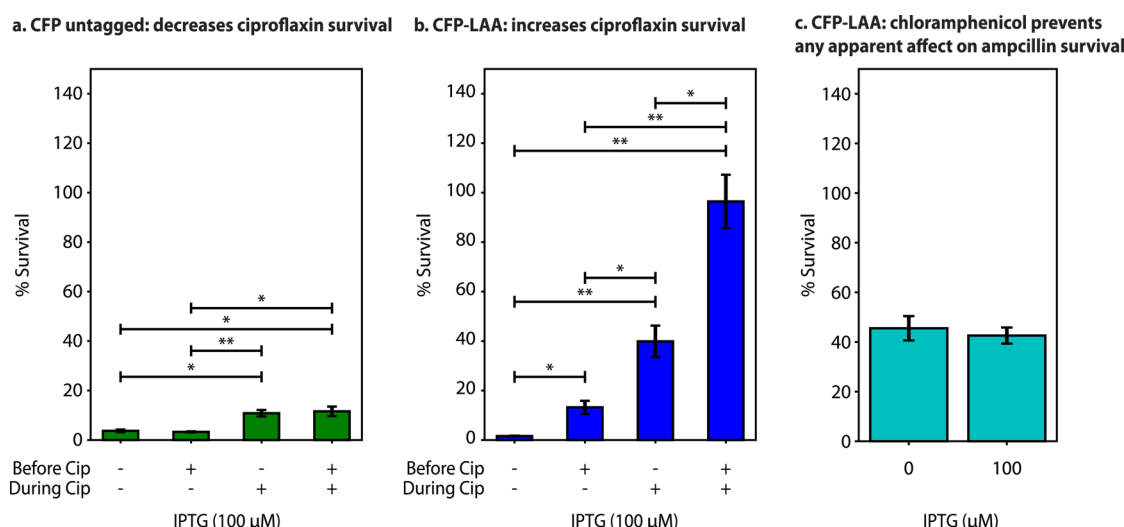 a. CFP untagged: decreases ciproflaxin survival
140
120
100
80
60
40
20
0
% Survival
*
*
**
*
Before Cip - + - +
During Cip - - + +
IPTG (100 µM)
b. CFP-LAA: increases ciproflaxin survival
140
120
100
80
60
40
20
0
% Survival
*
**
**
*
**
*
Before Cip - + - +
During Cip - - + +
IPTG (100 µM)
c. CFP-LAA: chloramphenicol prevents
any apparent affect on ampcillin survival
140
120
100
80
60
40
20
0
% Survival
0 100
IPTG (µM)